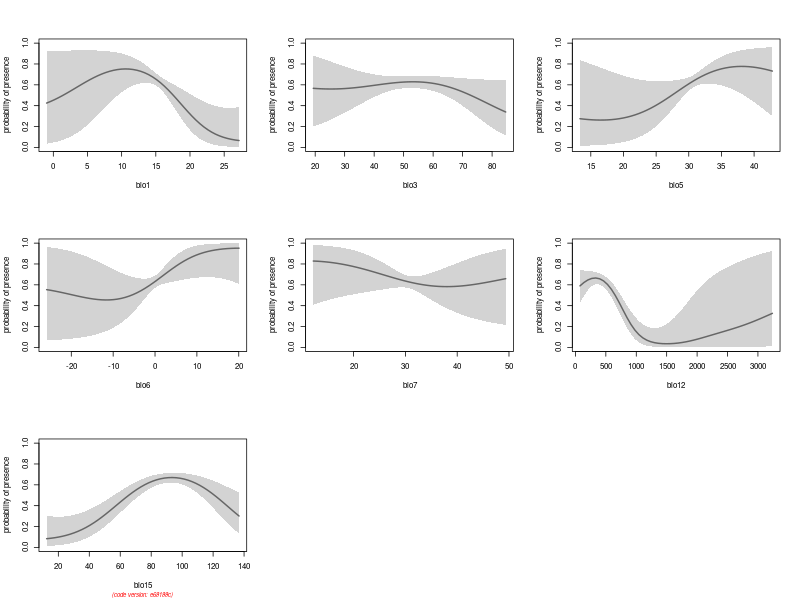 probability of presence
0.0 0.2 0.4 0.6 0.8 1.0
0 5 10 15 20 25
bio1
probability of presence
0.0 0.2 0.4 0.6 0.8 1.0
20 30 40 50 60 70 80
bio3
probability of presence
0.0 0.2 0.4 0.6 0.8 1.0
15 20 25 30 35 40
bio5
probability of presence
0.0 0.2 0.4 0.6 0.8 1.0
-20 -10 0 10 20
bio6
probability of presence
0.0 0.2 0.4 0.6 0.8 1.0
20 30 40 50
bio7
probability of presence
0.0 0.2 0.4 0.6 0.8 1.0
0 500 1000 1500 2000 2500 3000
bio12
probability of presence
0.0 0.2 0.4 0.6 0.8 1.0
20 40 60 80 100 120 140
bio15
(code version: